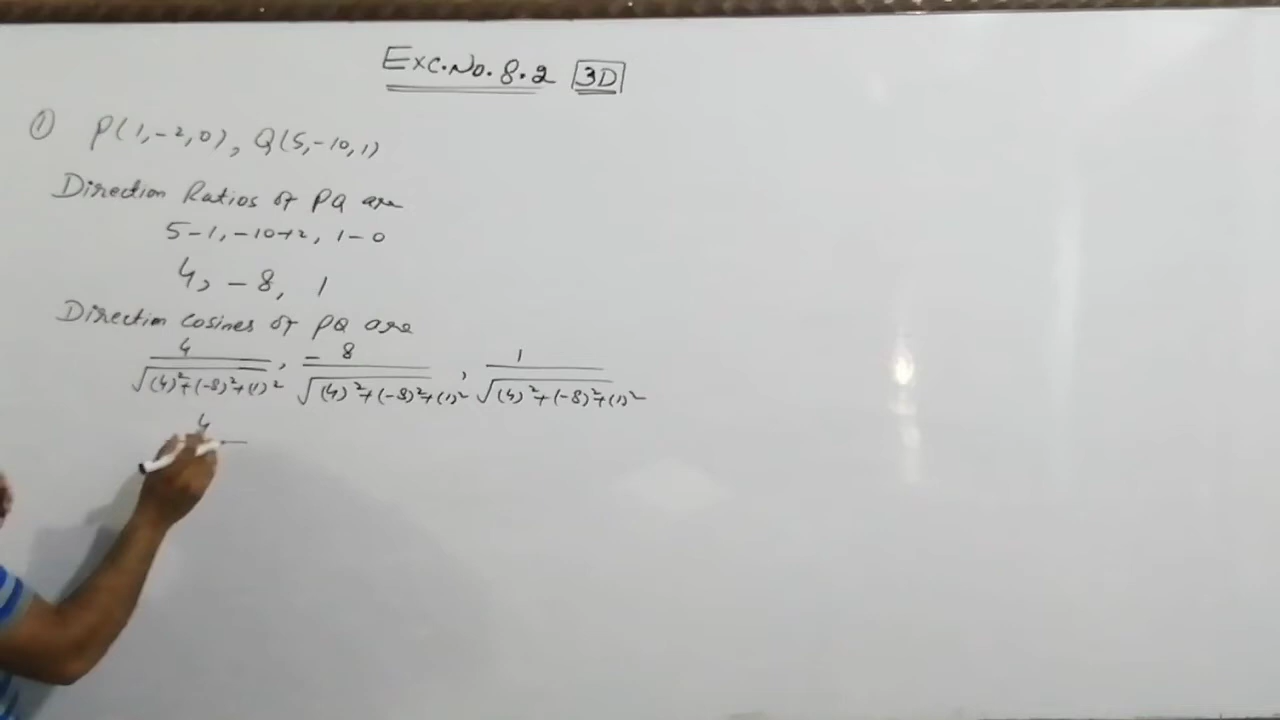 Exc.No.8.2 3D
① P(1,-2,0), Q(5,-10,1)
Direction Ratios of PQ are
5-1, -10+2, 1-0
4, -8, 1
Direction Cosines of PQ are
4/√(4)²+(-8)²+(1)², -8/√(4)²+(-8)²+(1)², 1/√(4)²+(-8)²+(1)²
4